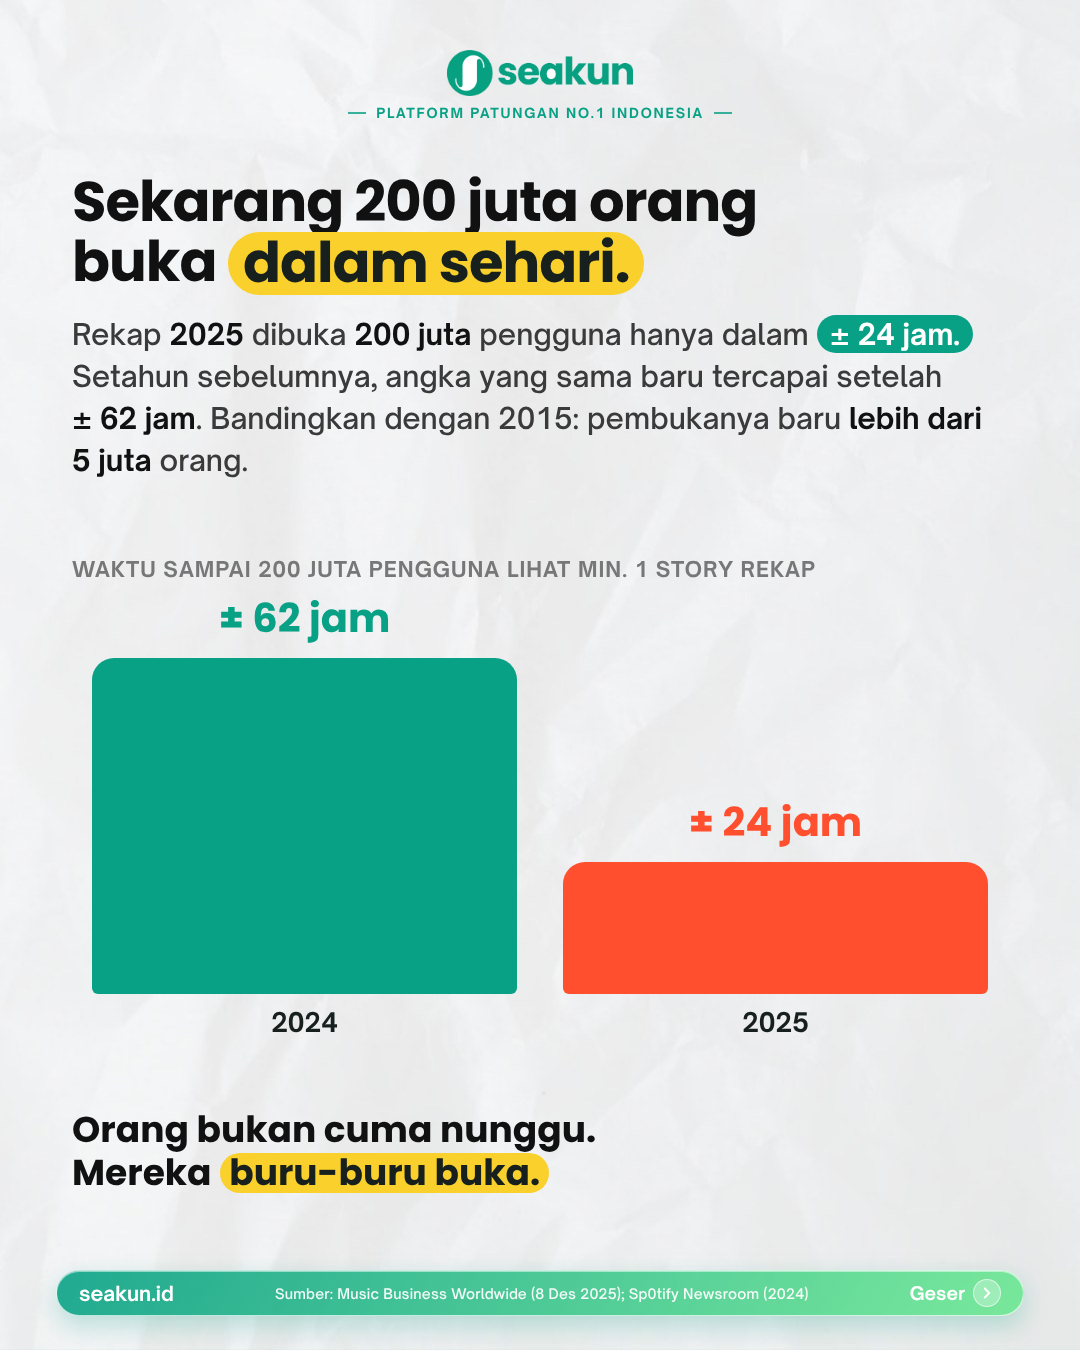 seakun
PLATFORM PATUNGAN NO.1 INDONESIA
Sekarang 200 juta orang
buka dalam sehari.
Rekap 2025 dibuka 200 juta pengguna hanya dalam ± 24 jam.
Setahun sebelumnya, angka yang sama baru tercapai setelah
± 62 jam. Bandingkan dengan 2015: pembukanya baru lebih dari
5 juta orang.
WAKTU SAMPAI 200 JUTA PENGGUNA LIHAT MIN. 1 STORY REKAP
± 62 jam
± 24 jam
2024
2025
Orang bukan cuma nunggu.
Mereka buru-buru buka.
seakun.id
Sumber: Music Business Worldwide (8 Des 2025); Sp0tify Newsroom (2024)
Geser